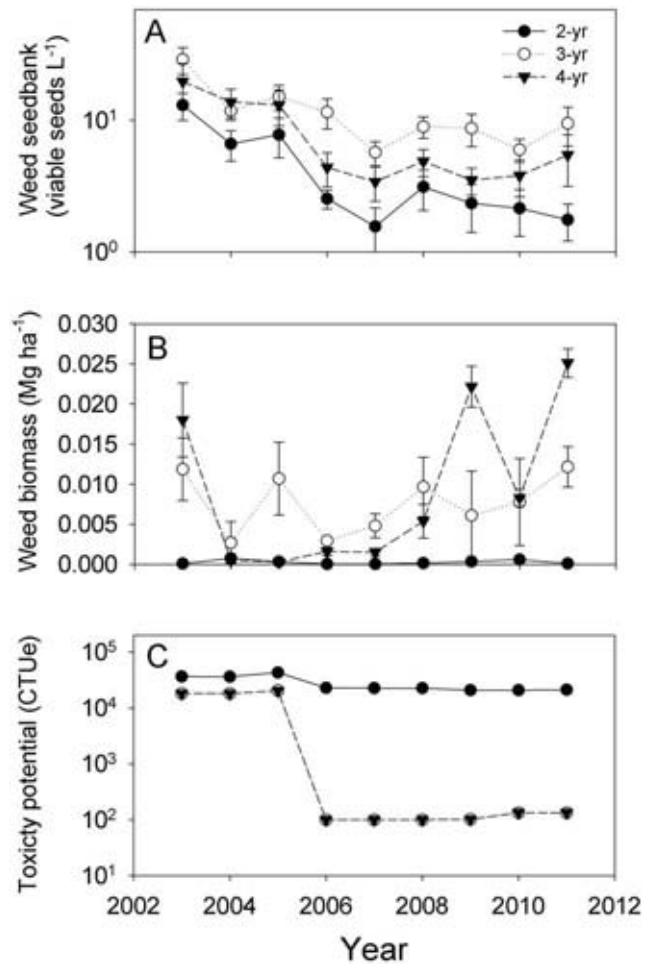 A
2-yr
3-yr
4-yr
Weed seedbank
(viable seeds L⁻¹)
10¹
10⁰
B
Weed biomass (Mg ha⁻¹)
0.030
0.025
0.020
0.015
0.010
0.005
0.000
C
Toxicty potential (CTUe)
10⁵
10⁴
10³
10²
10¹
2002 2004 2006 2008 2010 2012
Year